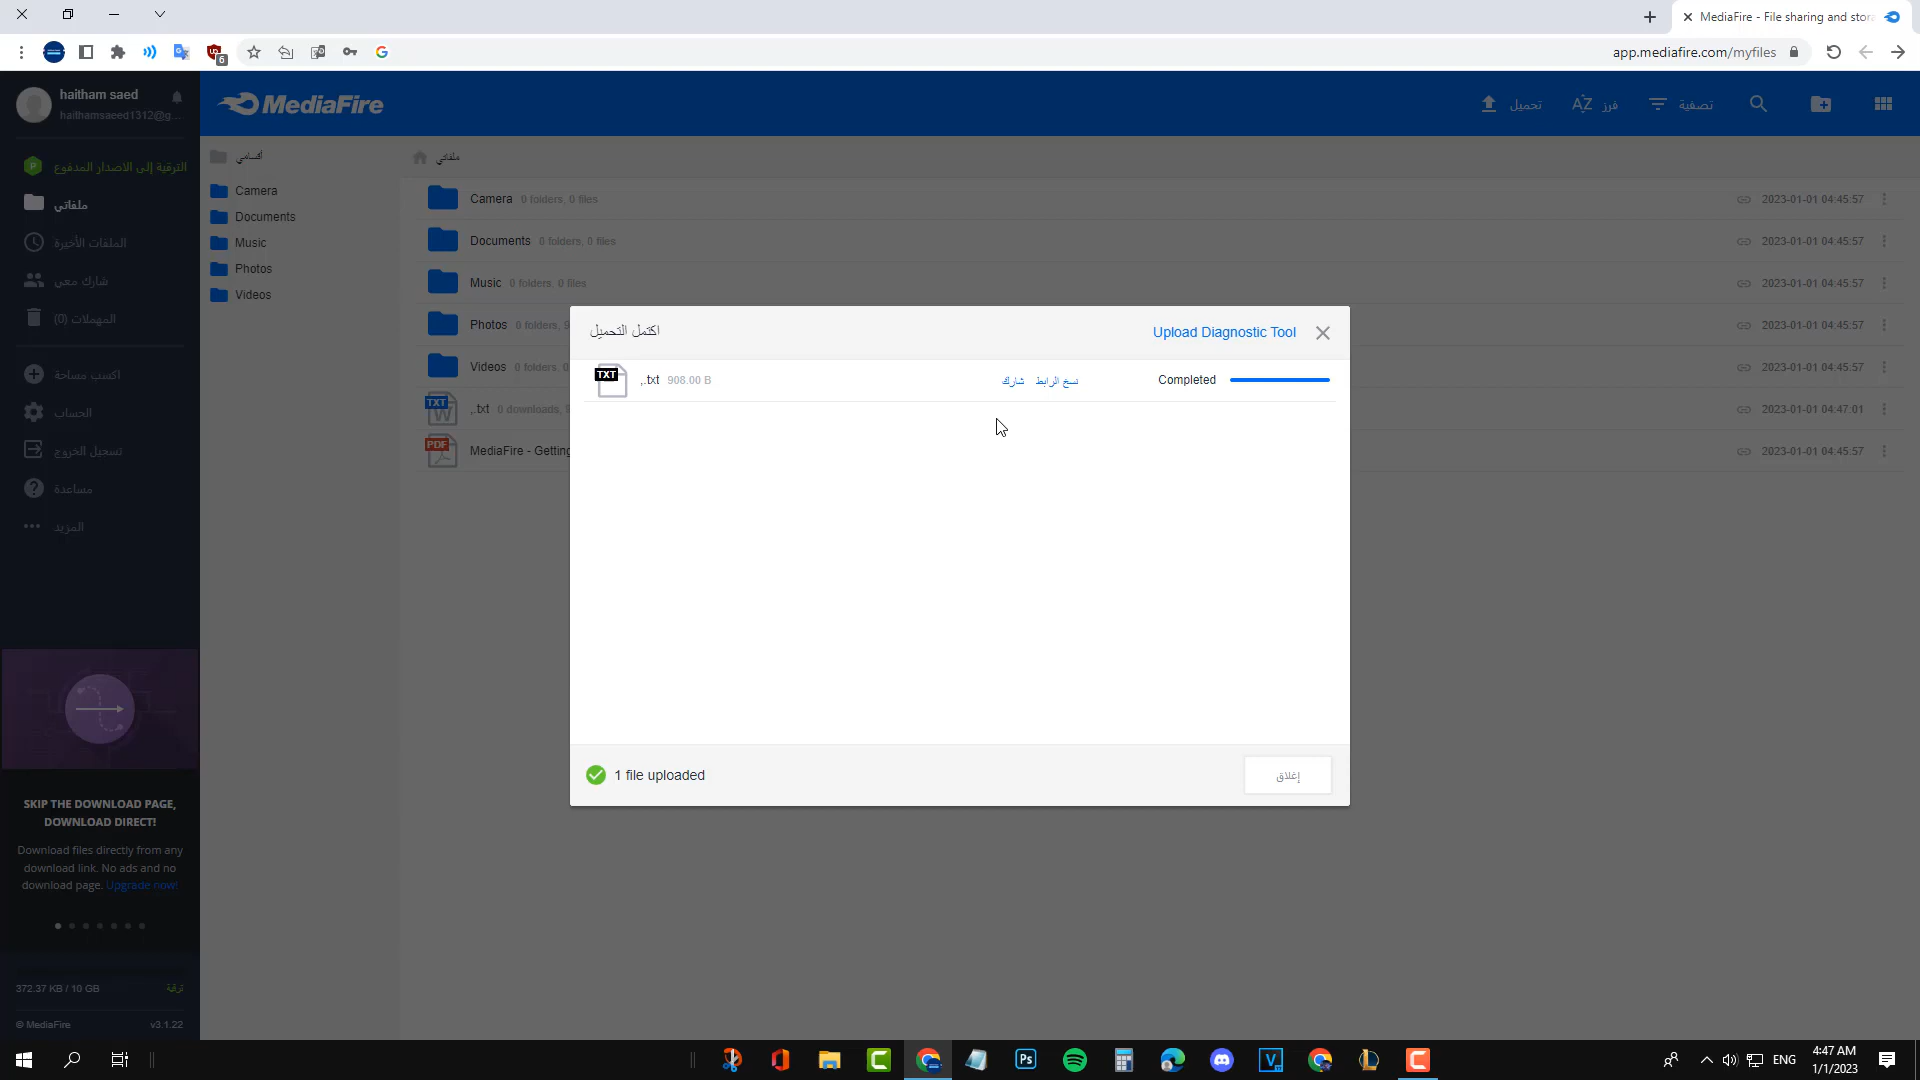 MediaFire - File sharing and stora
app.mediafire.com/myfiles
6
haitham saed
haithamsaeed1312@g...
MediaFire
تحميل
فرز
تصفية
الترقية إلى الاصدار المدفوع
ملفاتي
الملفات الأخيرة
شارك معي
المهملات (0)
اكسب مساحة
الحساب
تسجيل الخروج
مساعدة
المزيد
أقسامي
Camera
Documents
Music
Photos
Videos
ملفاتي
Camera 0 folders, 0 files 2023-01-01 04:45:57
Documents 0 folders, 0 files 2023-01-01 04:45:57
Music 0 folders, 0 files 2023-01-01 04:45:57
Photos 0 folders, 2023-01-01 04:45:57
Videos 0 folders, 2023-01-01 04:45:57
TXT ,.txt 0 downloads, 2023-01-01 04:47:01
PDF MediaFire - Getting 2023-01-01 04:45:57
اكتمل التحميل
Upload Diagnostic Tool
TXT ,.txt 908.00 B
شارك نسخ الرابط
Completed
1 file uploaded
إغلاق
SKIP THE DOWNLOAD PAGE,
DOWNLOAD DIRECT!
Download files directly from any
download link. No ads and no
download page. Upgrade now!
372.37 KB / 10 GB
ترقية
© MediaFire
v3.1.22
Ps
V
ENG
4:47 AM
1/1/2023